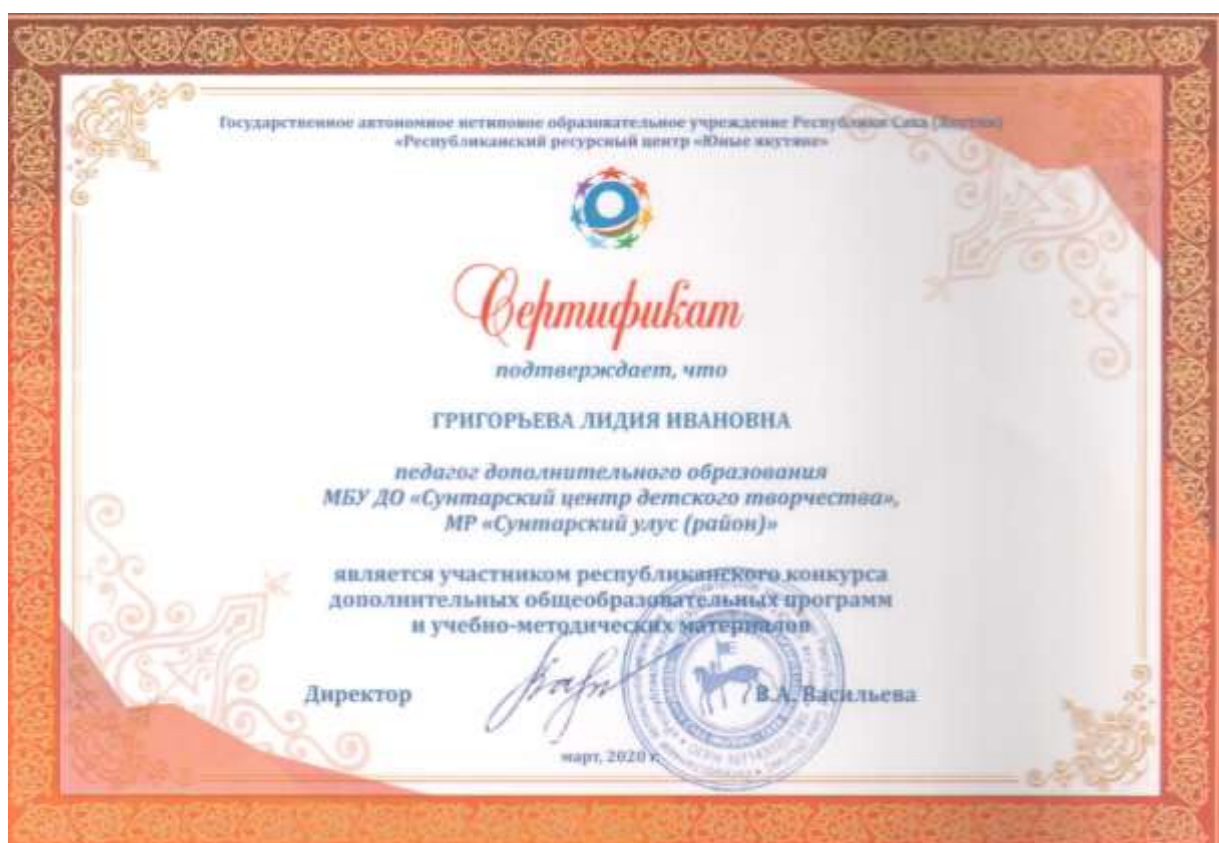 Государственное автономное нетиповое образовательное учреждение Республики Саха (Якутия)
«Республиканский ресурсный центр «Юные якутяне»
Сертификат
подтверждает, что
ГРИГОРЬЕВА ЛИДИЯ ИВАНОВНА
педагог дополнительного образования
МБУ ДО «Сунтарский центр детского творчества»,
МР «Сунтарский улус (район)»
является участником республиканского конкурса
дополнительных общеобразовательных программ
и учебно-методических материалов
Директор В.А. Васильева
март, 2020 г.